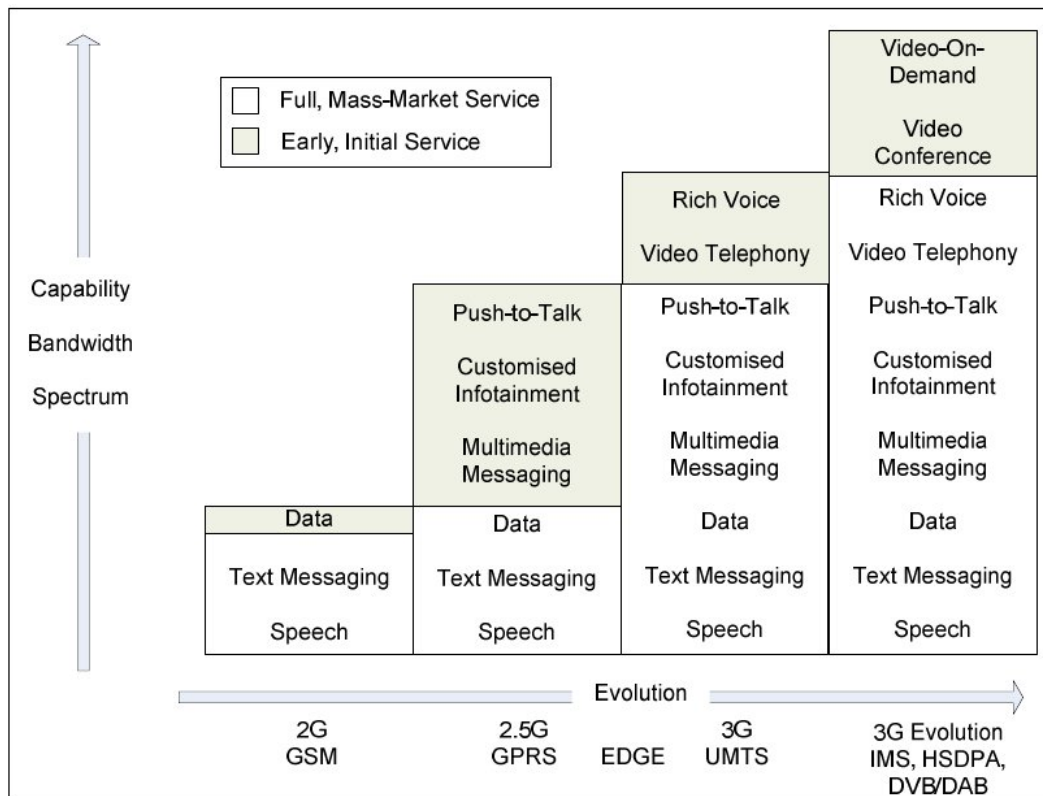 Full, Mass-Market Service
Early, Initial Service
Capability
Bandwidth
Spectrum
Data
Text Messaging
Speech
Push-to-Talk
Customised
Infotainment
Multimedia
Messaging
Data
Text Messaging
Speech
Rich Voice
Video Telephony
Push-to-Talk
Customised
Infotainment
Multimedia
Messaging
Data
Text Messaging
Speech
Video-On-
Demand
Video
Conference
Rich Voice
Video Telephony
Push-to-Talk
Customised
Infotainment
Multimedia
Messaging
Data
Text Messaging
Speech
Evolution
2G
GSM
2.5G
GPRS
EDGE
3G
UMTS
3G Evolution
IMS, HSDPA,
DVB/DAB